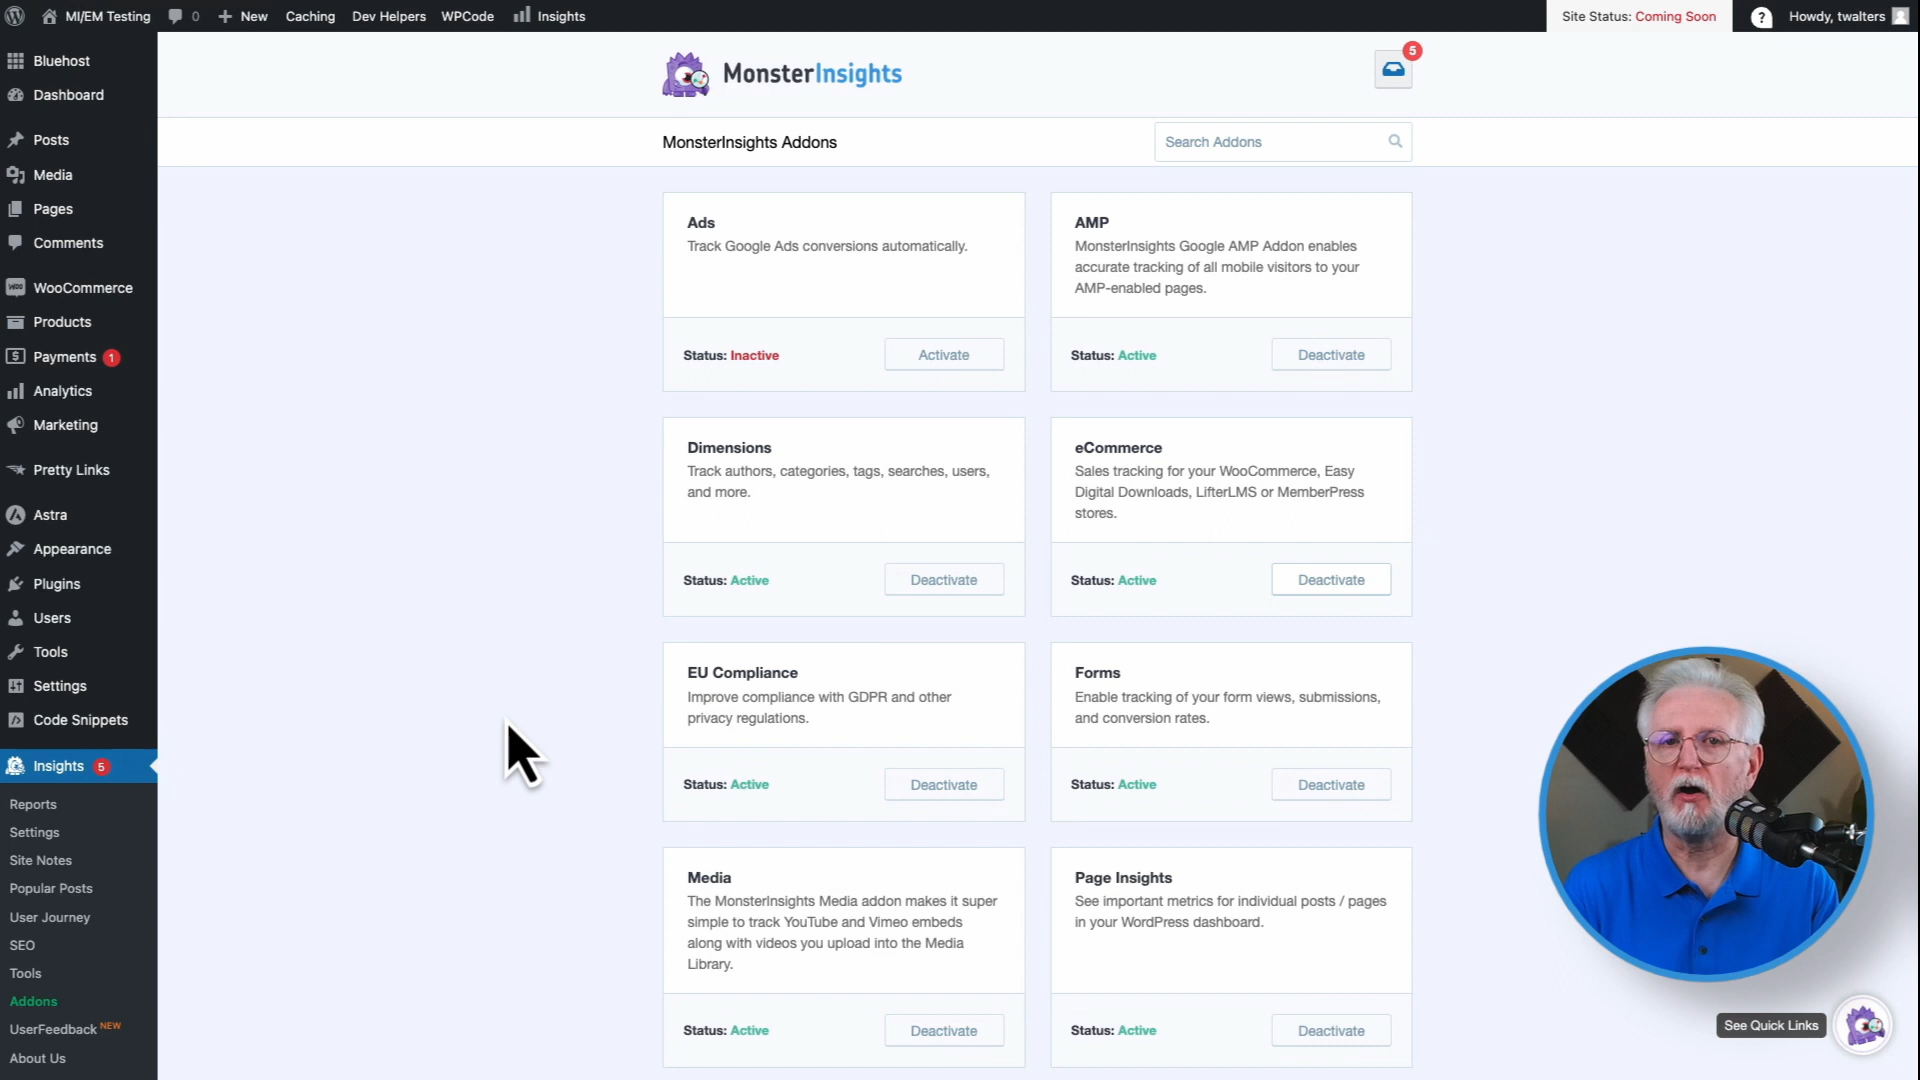 MI/EM Testing
0
New
Caching
Dev Helpers
WPCode
Insights
Site Status: Coming Soon
?
Howdy, twalters
Bluehost
Dashboard
Posts
Media
Pages
Comments
WooCommerce
Products
Payments 1
Analytics
Marketing
Pretty Links
Astra
Appearance
Plugins
Users
Tools
Settings
Code Snippets
Insights 5
Reports
Settings
Site Notes
Popular Posts
User Journey
SEO
Tools
Addons
UserFeedback NEW
About Us
MonsterInsights
5
MonsterInsights Addons
Search Addons
Ads
Track Google Ads conversions automatically.
Status: Inactive
Activate
AMP
MonsterInsights Google AMP Addon enables
accurate tracking of all mobile visitors to your
AMP-enabled pages.
Status: Active
Deactivate
Dimensions
Track authors, categories, tags, searches, users,
and more.
Status: Active
Deactivate
eCommerce
Sales tracking for your WooCommerce, Easy
Digital Downloads, LifterLMS or MemberPress
stores.
Status: Active
Deactivate
EU Compliance
Improve compliance with GDPR and other
privacy regulations.
Status: Active
Deactivate
Forms
Enable tracking of your form views, submissions,
and conversion rates.
Status: Active
Deactivate
Media
The MonsterInsights Media addon makes it super
simple to track YouTube and Vimeo embeds
along with videos you upload into the Media
Library.
Status: Active
Deactivate
Page Insights
See important metrics for individual posts / pages
in your WordPress dashboard.
Status: Active
Deactivate
See Quick Links